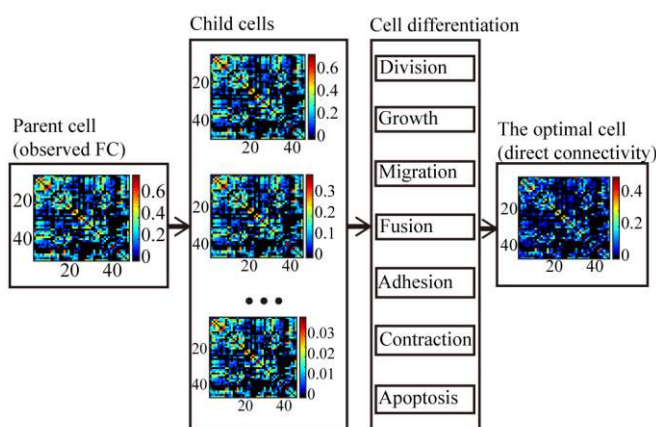 Child cells
Cell differentiation
Parent cell
(observed FC)
The optimal cell
(direct connectivity)
20
40
20 40
0.6
0.4
0.2
0
20
40
20 40
0.6
0.4
0.2
0
20
40
20 40
0.3
0.2
0.1
0
20
40
20 40
0.03
0.02
0.01
0
Division
Growth
Migration
Fusion
Adhesion
Contraction
Apoptosis
20
40
20 40
0.4
0.2
0